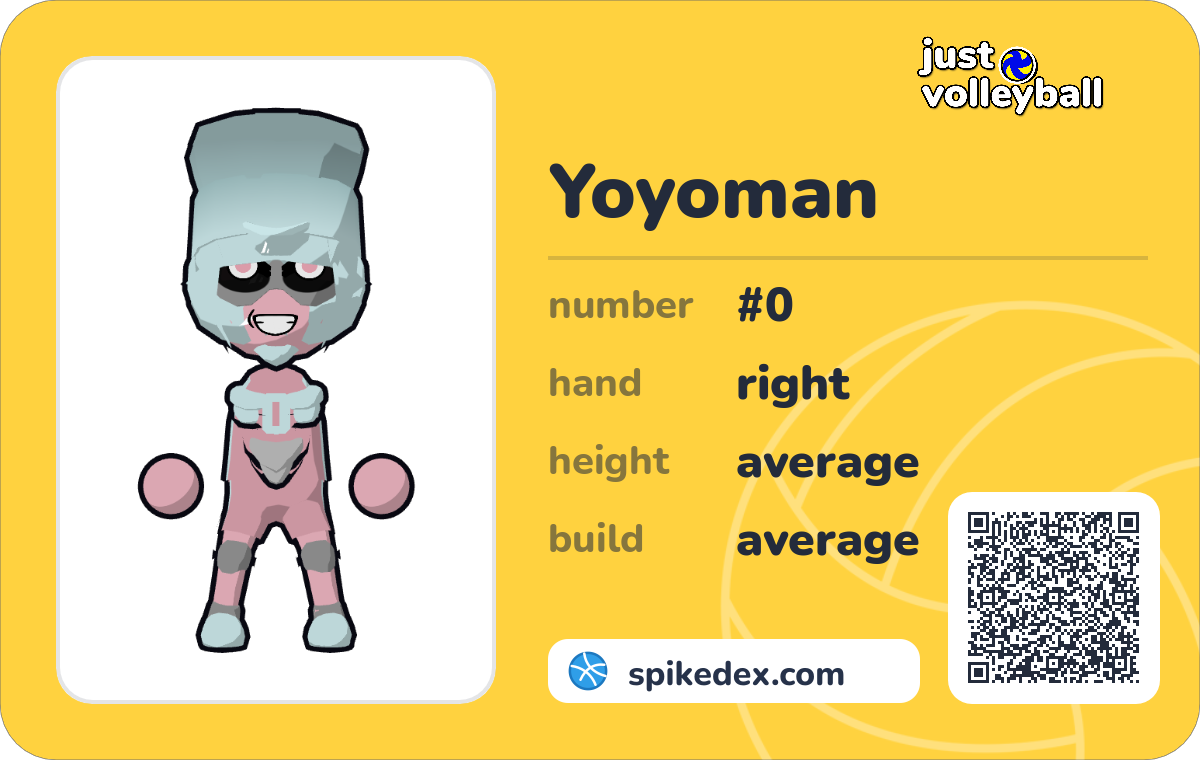 just
volleyball
Yoyoman
number #0
hand right
height average
build average
spikedex.com